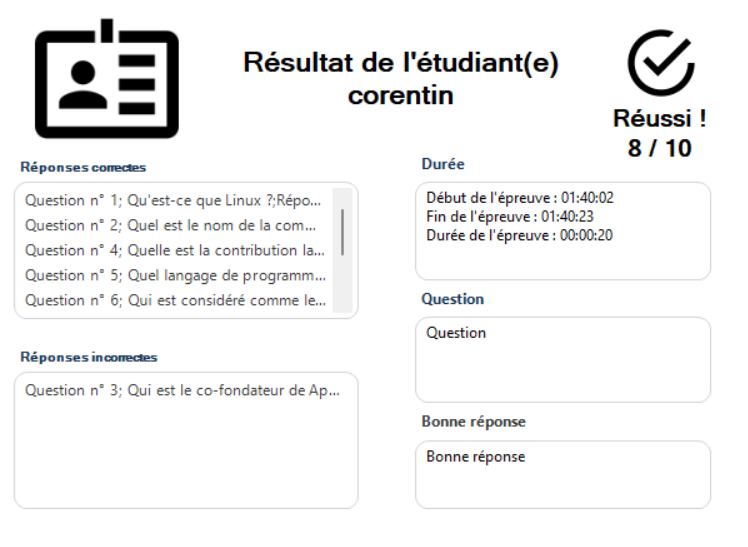 Résultat de l'étudiant(e)
corentin
Réussi !
8 / 10
Réponses correctes
Question n° 1; Qu'est-ce que Linux ?;Répo...
Question n° 2; Quel est le nom de la com...
Question n° 4; Quelle est la contribution la...
Question n° 5; Quel langage de programm...
Question n° 6; Qui est considéré comme le...
Réponses incorrectes
Question n° 3; Qui est le co-fondateur de Ap...
Durée
Début de l'épreuve : 01:40:02
Fin de l'épreuve : 01:40:23
Durée de l'épreuve : 00:00:20
Question
Question
Bonne réponse
Bonne réponse